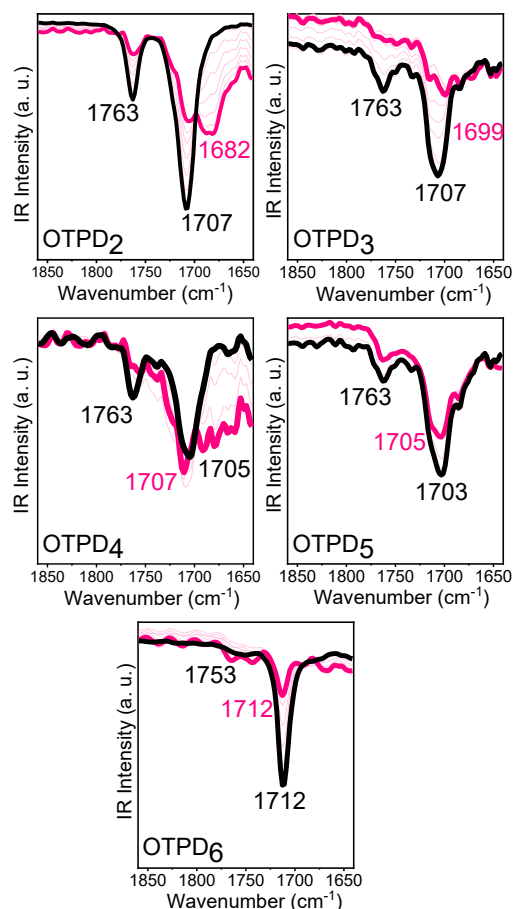 IR Intensity (a. u.)
1763
1682
1707
OTPD2
1850 1800 1750 1700 1650
Wavenumber (cm-1)
IR Intensity (a. u.)
1763
1699
1707
OTPD3
1850 1800 1750 1700 1650
Wavenumber (cm-1)
IR Intensity (a. u.)
1763
1707
1705
OTPD4
1850 1800 1750 1700 1650
Wavenumber (cm-1)
IR Intensity (a. u.)
1763
1705
1703
OTPD5
1850 1800 1750 1700 1650
Wavenumber (cm-1)
IR Intensity (a. u.)
1753
1712
1712
OTPD6
1850 1800 1750 1700 1650
Wavenumber (cm-1)